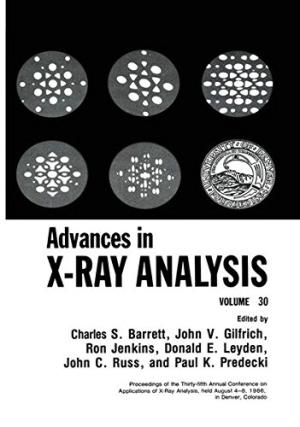 Advances in
X-RAY ANALYSIS
VOLUME 30
Edited by
Charles S. Barrett, John V. Gilfrich,
Ron Jenkins, Donald E. Leyden,
John C. Russ, and Paul K. Predecki
Proceedings of the Thirty-fifth Annual Conference on
Applications of X-Ray Analysis, held August 4–8, 1986,
in Denver, Colorado